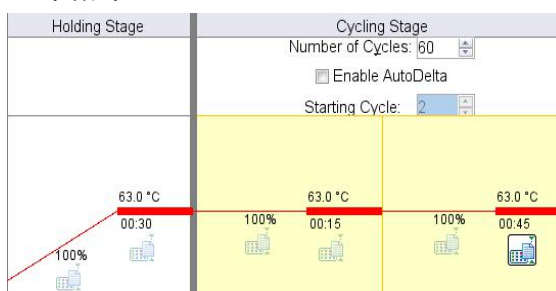 Holding Stage
Cycling Stage
Number of Cycles: 60
Enable AutoDelta
Starting Cycle: 2
63.0 °C
63.0 °C
63.0 °C
00:30
100%
00:15
100%
00:45
100%